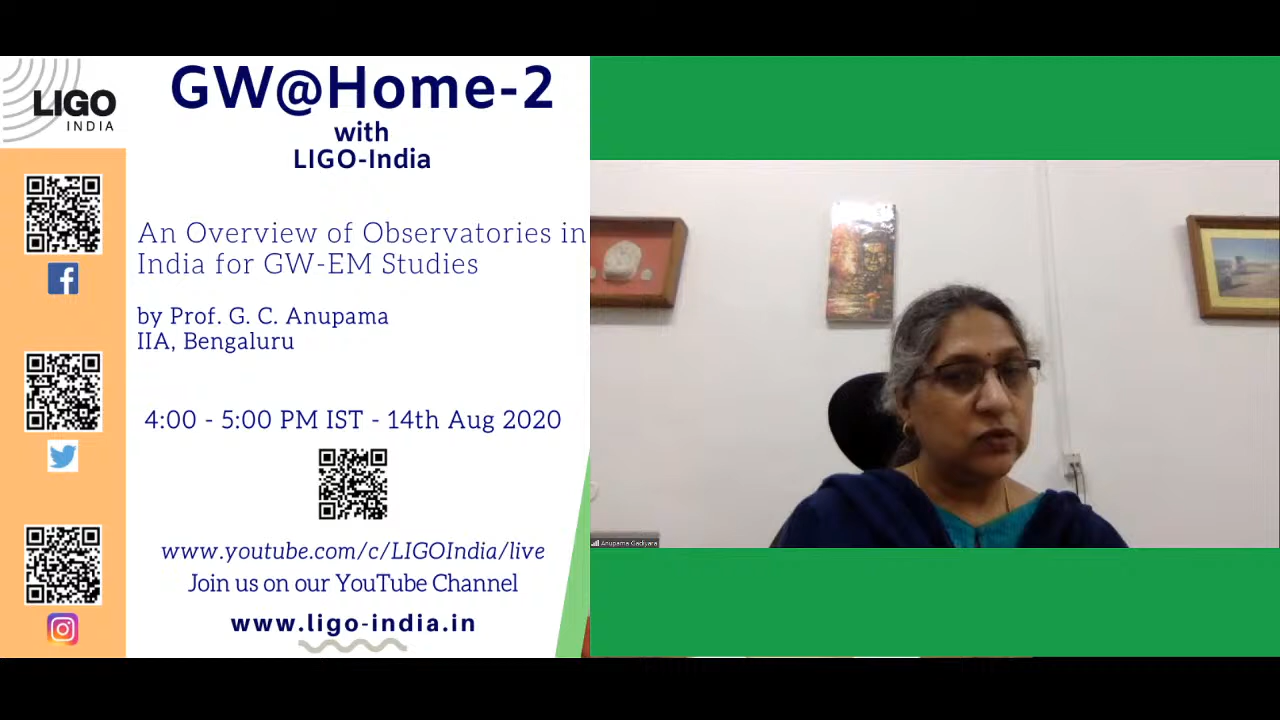 LIGO
INDIA
GW@Home-2
with
LIGO-India
An Overview of Observatories in
India for GW-EM Studies
by Prof. G. C. Anupama
IIA, Bengaluru
4:00 - 5:00 PM IST - 14th Aug 2020
www.youtube.com/c/LIGOIndia/live
Join us on our YouTube Channel
www.ligo-india.in
Anupama Gadiyara